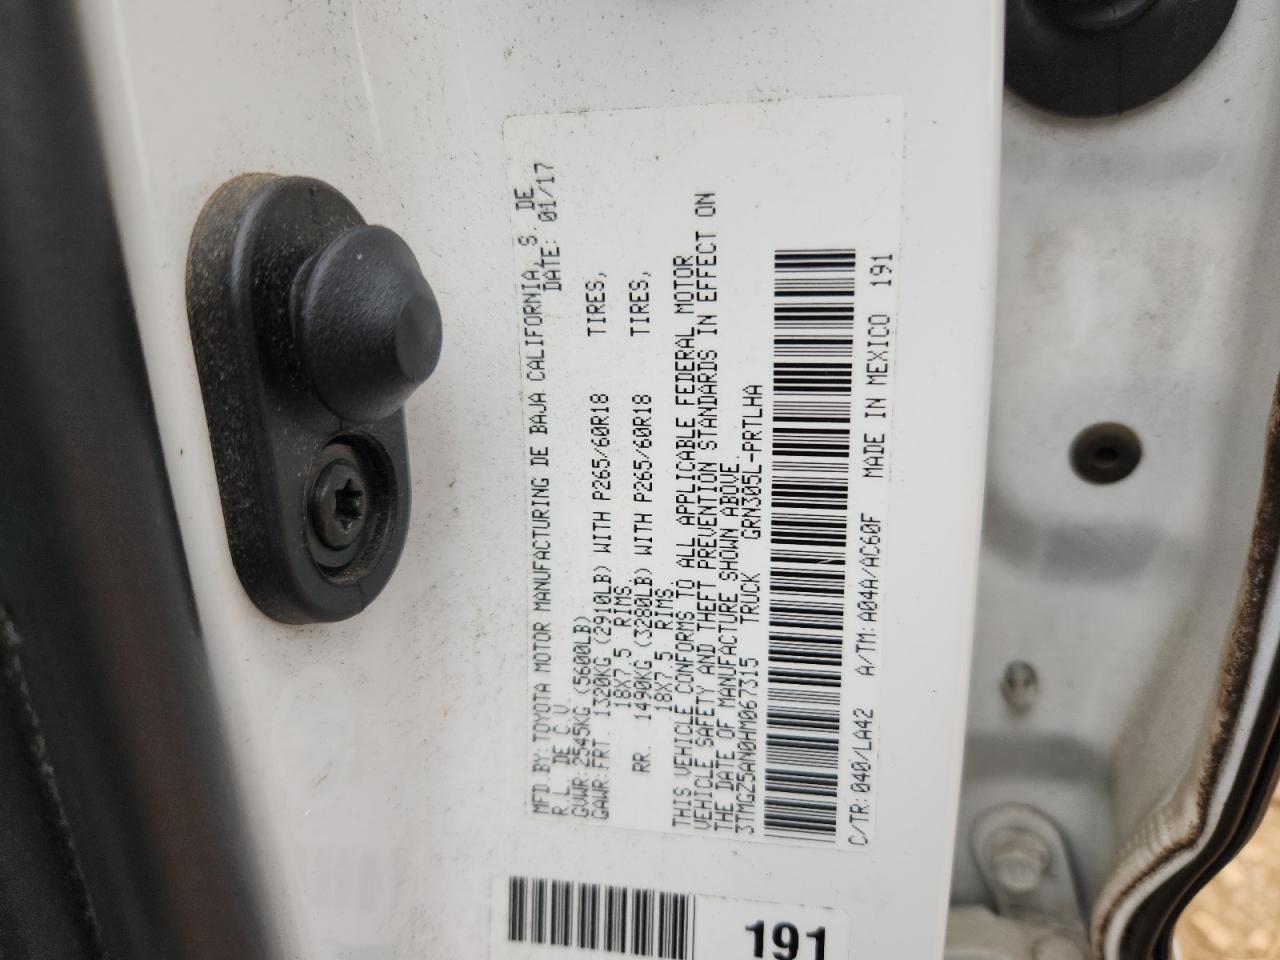 MFD BY:TOYOTA MOTOR MANUFACTURING DE BAJA CALIFORNIA, S. DE
R.L. DE C.V. DATE: 01/17
GVWR:2545KG (5600LB)
GAWR:FRT. 1320KG (2910LB) WITH P265/60R18 TIRES,
18X7.5 RIMS.
RR. 1490KG (3280LB) WITH P265/60R18 TIRES,
18X7.5 RIMS.
THIS VEHICLE CONFORMS TO ALL APPLICABLE FEDERAL MOTOR
VEHICLE SAFETY AND THEFT PREVENTION STANDARDS IN EFFECT ON
THE DATE OF MANUFACTURE SHOWN ABOVE.
3TMGZ5AN0HM067315 TRUCK GRN305L-PRTLHA
C/TR:040/LA42 A/TM:A04A/AC60F MADE IN MEXICO 191
191